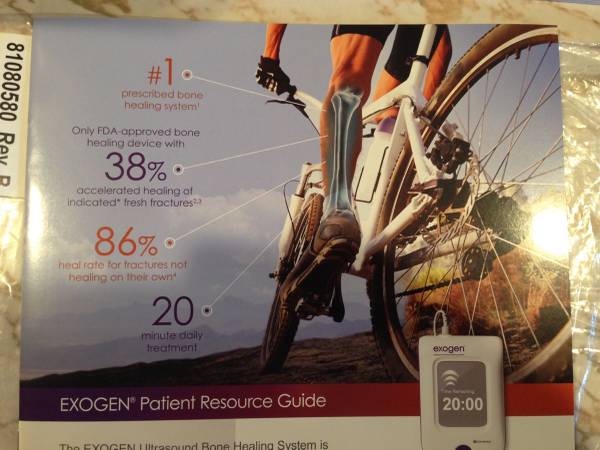 81080580 Rev. B
#1
prescribed bone
healing system¹
Only FDA-approved bone
healing device with
38%
accelerated healing of
indicated* fresh fractures²,³
86%
heal rate for fractures not
healing on their own⁴
20
minute daily
treatment
exogen
Time Remaining
20:00
EXOGEN® Patient Resource Guide
The EXOGEN Ultrasound Bone Healing System is